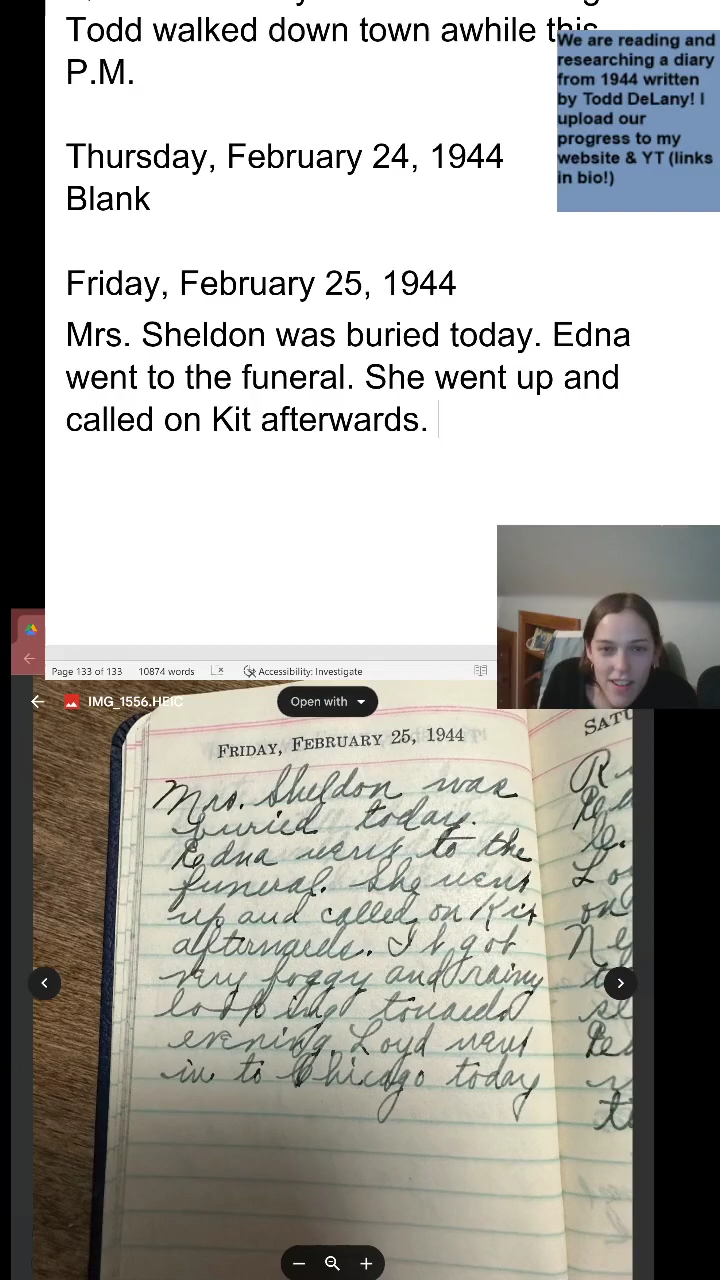 Todd walked down town awhile this
P.M.
We are reading and
researching a diary
from 1944 written
by Todd DeLany! I
upload our
progress to my
website & YT (links
in bio!)
Thursday, February 24, 1944
Blank
Friday, February 25, 1944
Mrs. Sheldon was buried today. Edna
went to the funeral. She went up and
called on Kit afterwards.
Page 133 of 133 10874 words Accessibility: Investigate
IMG_1556.HEIC
Open with
FRIDAY, FEBRUARY 25, 1944
Mrs. Sheldon was
buried today.
Edna went to the
funeral. She went
up and called on Kit
afterwards. It got
very foggy and rainy
looking towards
evening. Loyd went
in to Chicago today
SATU